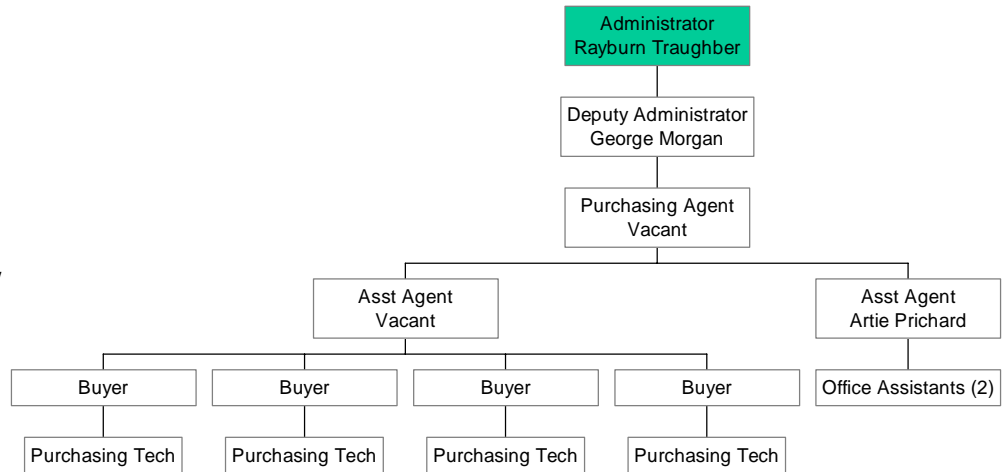 Administrator
Rayburn Traughber
Deputy Administrator
George Morgan
Purchasing Agent
Vacant
Asst Agent
Vacant
Asst Agent
Artie Prichard
Buyer
Buyer
Buyer
Buyer
Office Assistants (2)
Purchasing Tech
Purchasing Tech
Purchasing Tech
Purchasing Tech